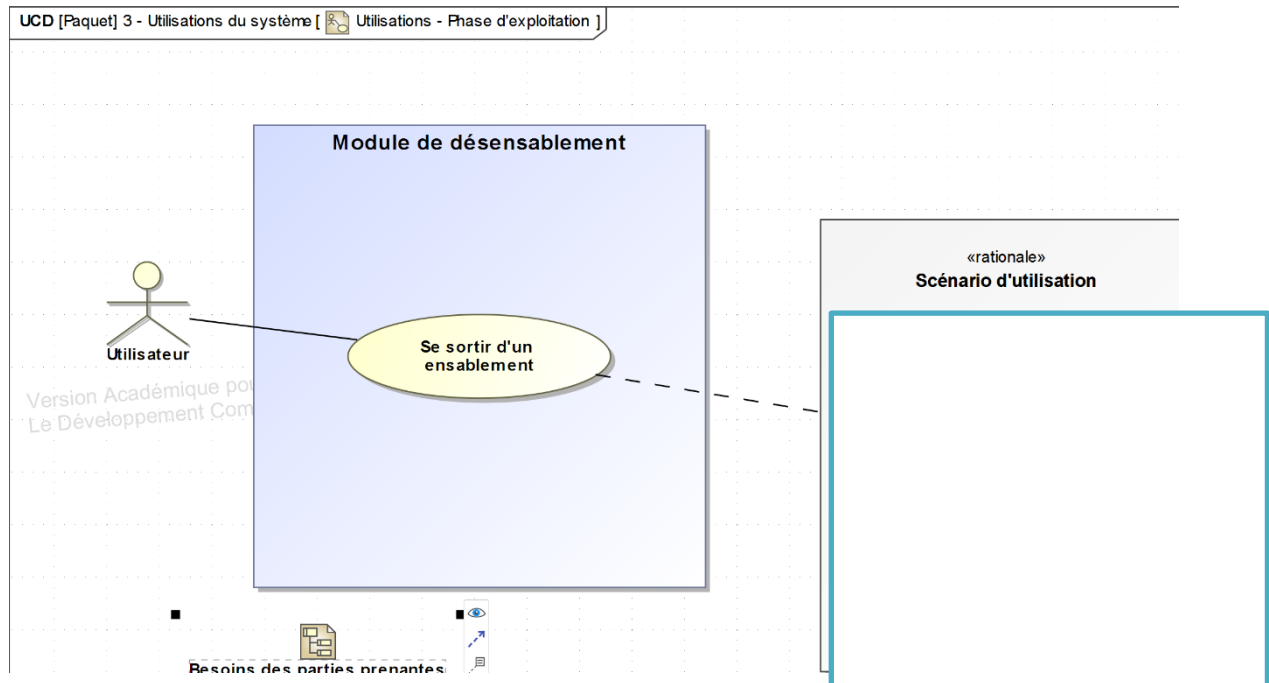 UCD [Paquet] 3 - Utilisations du système [ Utilisations - Phase d'exploitation ]
Module de désensablement
«rationale»
Scénario d'utilisation
Utilisateur
Se sortir d'un
ensablement
Version Académique pou
Le Développement Com
Besoins des parties prenantes